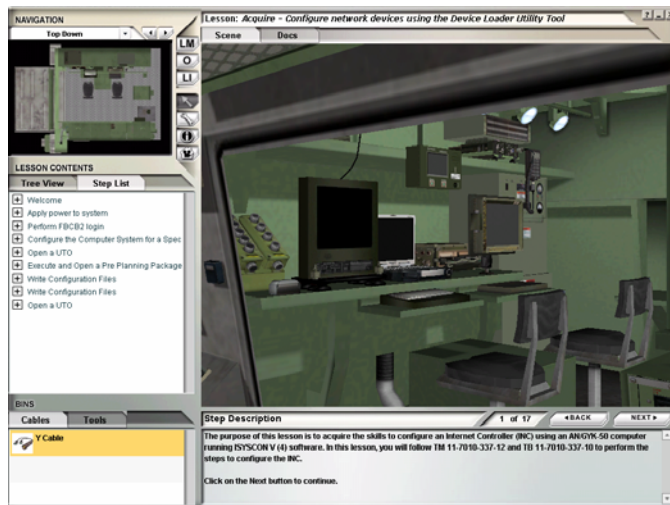 NAVIGATION
Top Down
LM
O
LI
LESSON CONTENTS
Tree View
Step List
Welcome
Apply power to system
Perform FBCB2 login
Configure the Computer System for a Spec
Open a UTO
Execute and Open a Pre Planning Package
Write Configuration Files
Write Configuration Files
Open a UTO
BINS
Cables
Tools
Y Cable
Lesson: Acquire - Configure network devices using the Device Loader Utility Tool
Scene
Docs
Step Description
1 of 17
BACK
NEXT
The purpose of this lesson is to acquire the skills to configure an Internet Controller (INC) using an AN/GYK-50 computer
running ISYSCON V (4) software. In this lesson, you will follow TM 11-7010-337-12 and TB 11-7010-337-10 to perform the
steps to configure the INC.
Click on the Next button to continue.